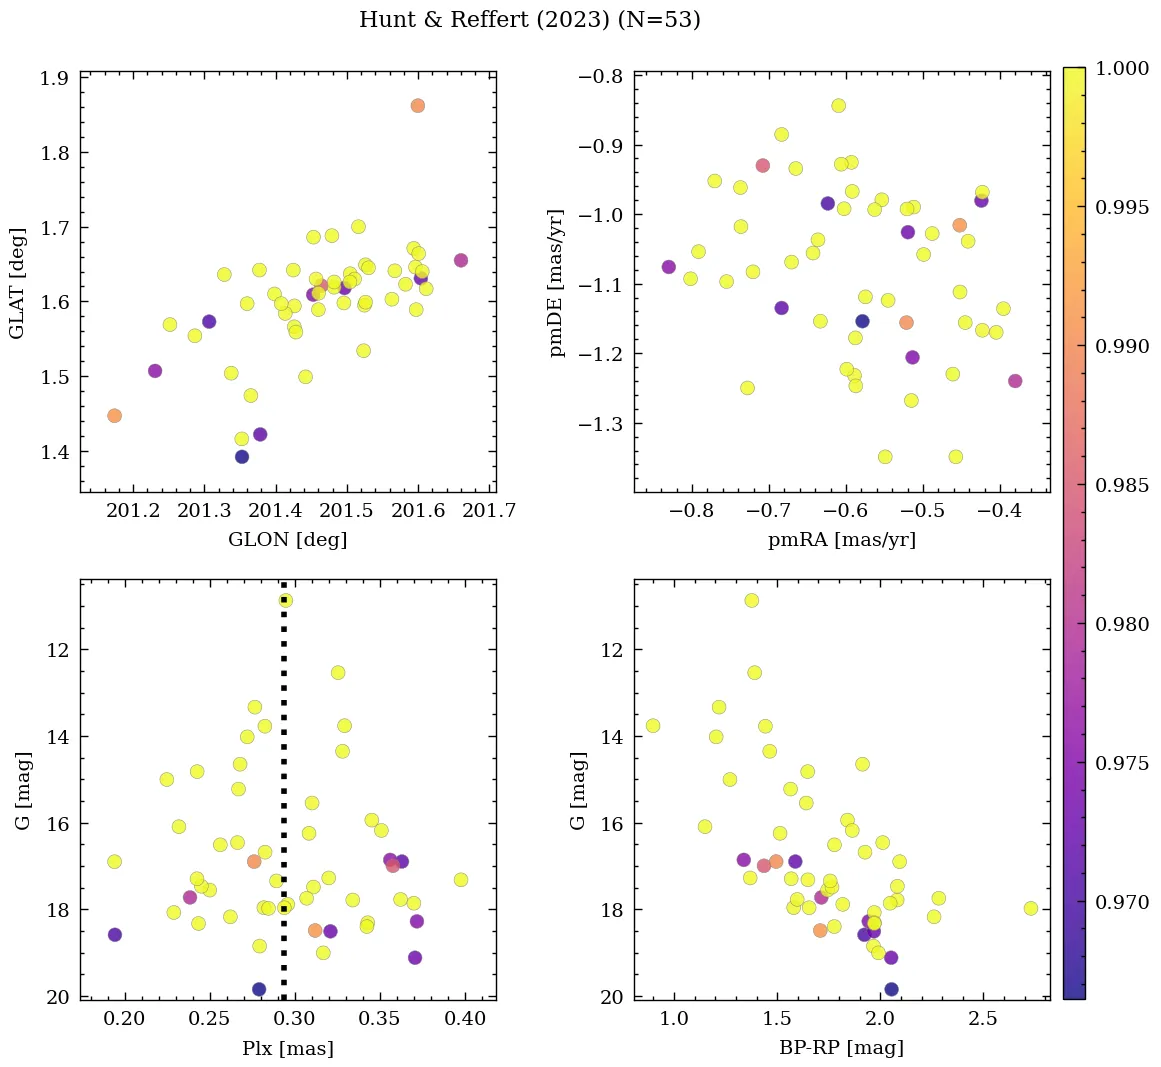 Hunt & Reffert (2023) (N=53)
1.9
1.8
1.7
1.6
1.5
1.4
GLAT [deg]
201.2 201.3 201.4 201.5 201.6 201.7
GLON [deg]
−0.8
−0.9
−1.0
−1.1
−1.2
−1.3
pmDE [mas/yr]
−0.8 −0.7 −0.6 −0.5 −0.4
pmRA [mas/yr]
12
14
16
18
20
G [mag]
0.20 0.25 0.30 0.35 0.40
Plx [mas]
12
14
16
18
20
G [mag]
1.0 1.5 2.0 2.5
BP-RP [mag]
1.000
0.995
0.990
0.985
0.980
0.975
0.970